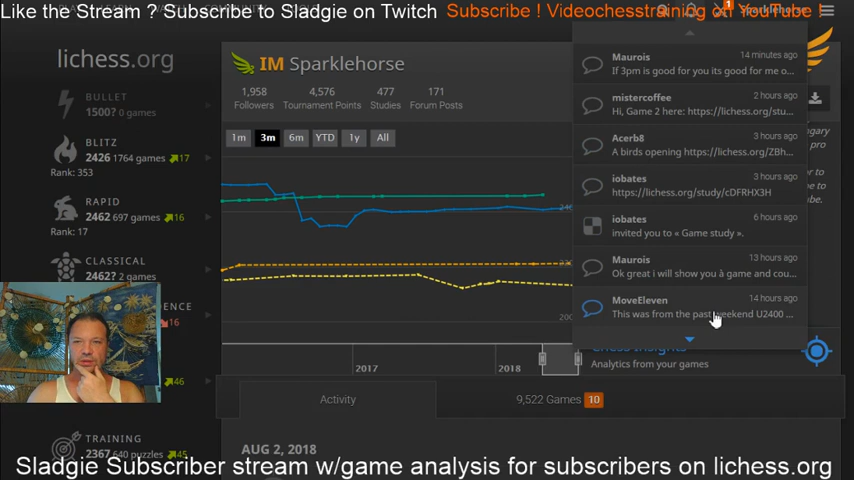 Like the Stream ? Subscribe to Sladgie on Twitch Subscribe ! Videochesstraining on YouTube !
lichess.org
IM Sparklehorse
1,958 4,576 477 171
Followers Tournament Points Studies Forum Posts
1m 3m 6m YTD 1y All
BULLET
1500? 0 games
BLITZ
2426 1764 games 17
Rank: 353
RAPID
2462 697 games 16
Rank: 17
CLASSICAL
2462? 2 games
ENCE
16
46
TRAINING
2367 640 puzzles 45
Maurois 14 minutes ago
If 3pm is good for you its good for me o...
mistercoffee 2 hours ago
Hi, Game 2 here: https://lichess.org/stu...
Acerb8 3 hours ago
A birds opening https://lichess.org/ZBh...
iobates 3 hours ago
https://lichess.org/study/cDFRHX3H
iobates 6 hours ago
invited you to « Game study ».
Maurois 13 hours ago
Ok great i will show you à game and cou...
MoveEleven 14 hours ago
This was from the past weekend U2400 ...
2017 2018
Chess Insights
Analytics from your games
Activity 9,522 Games 10
AUG 2, 2018
Sladgie Subscriber stream w/game analysis for subscribers on lichess.org